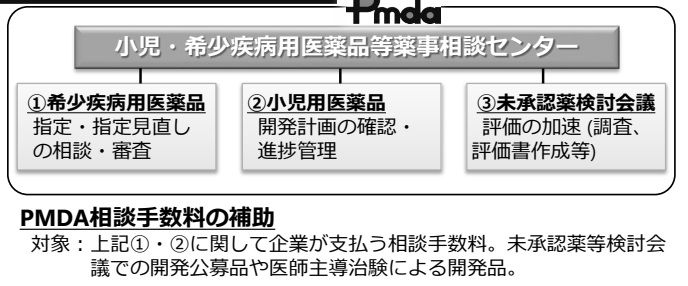 Pmda
小児・希少疾病用医薬品等薬事相談センター
①希少疾病用医薬品
指定・指定見直し
の相談・審査
②小児用医薬品
開発計画の確認・
進捗管理
③未承認薬検討会議
評価の加速 (調査、
評価書作成等)
PMDA相談手数料の補助
対象：上記①・②に関して企業が支払う相談手数料。未承認薬等検討会
議での開発公募品や医師主導治験による開発品。